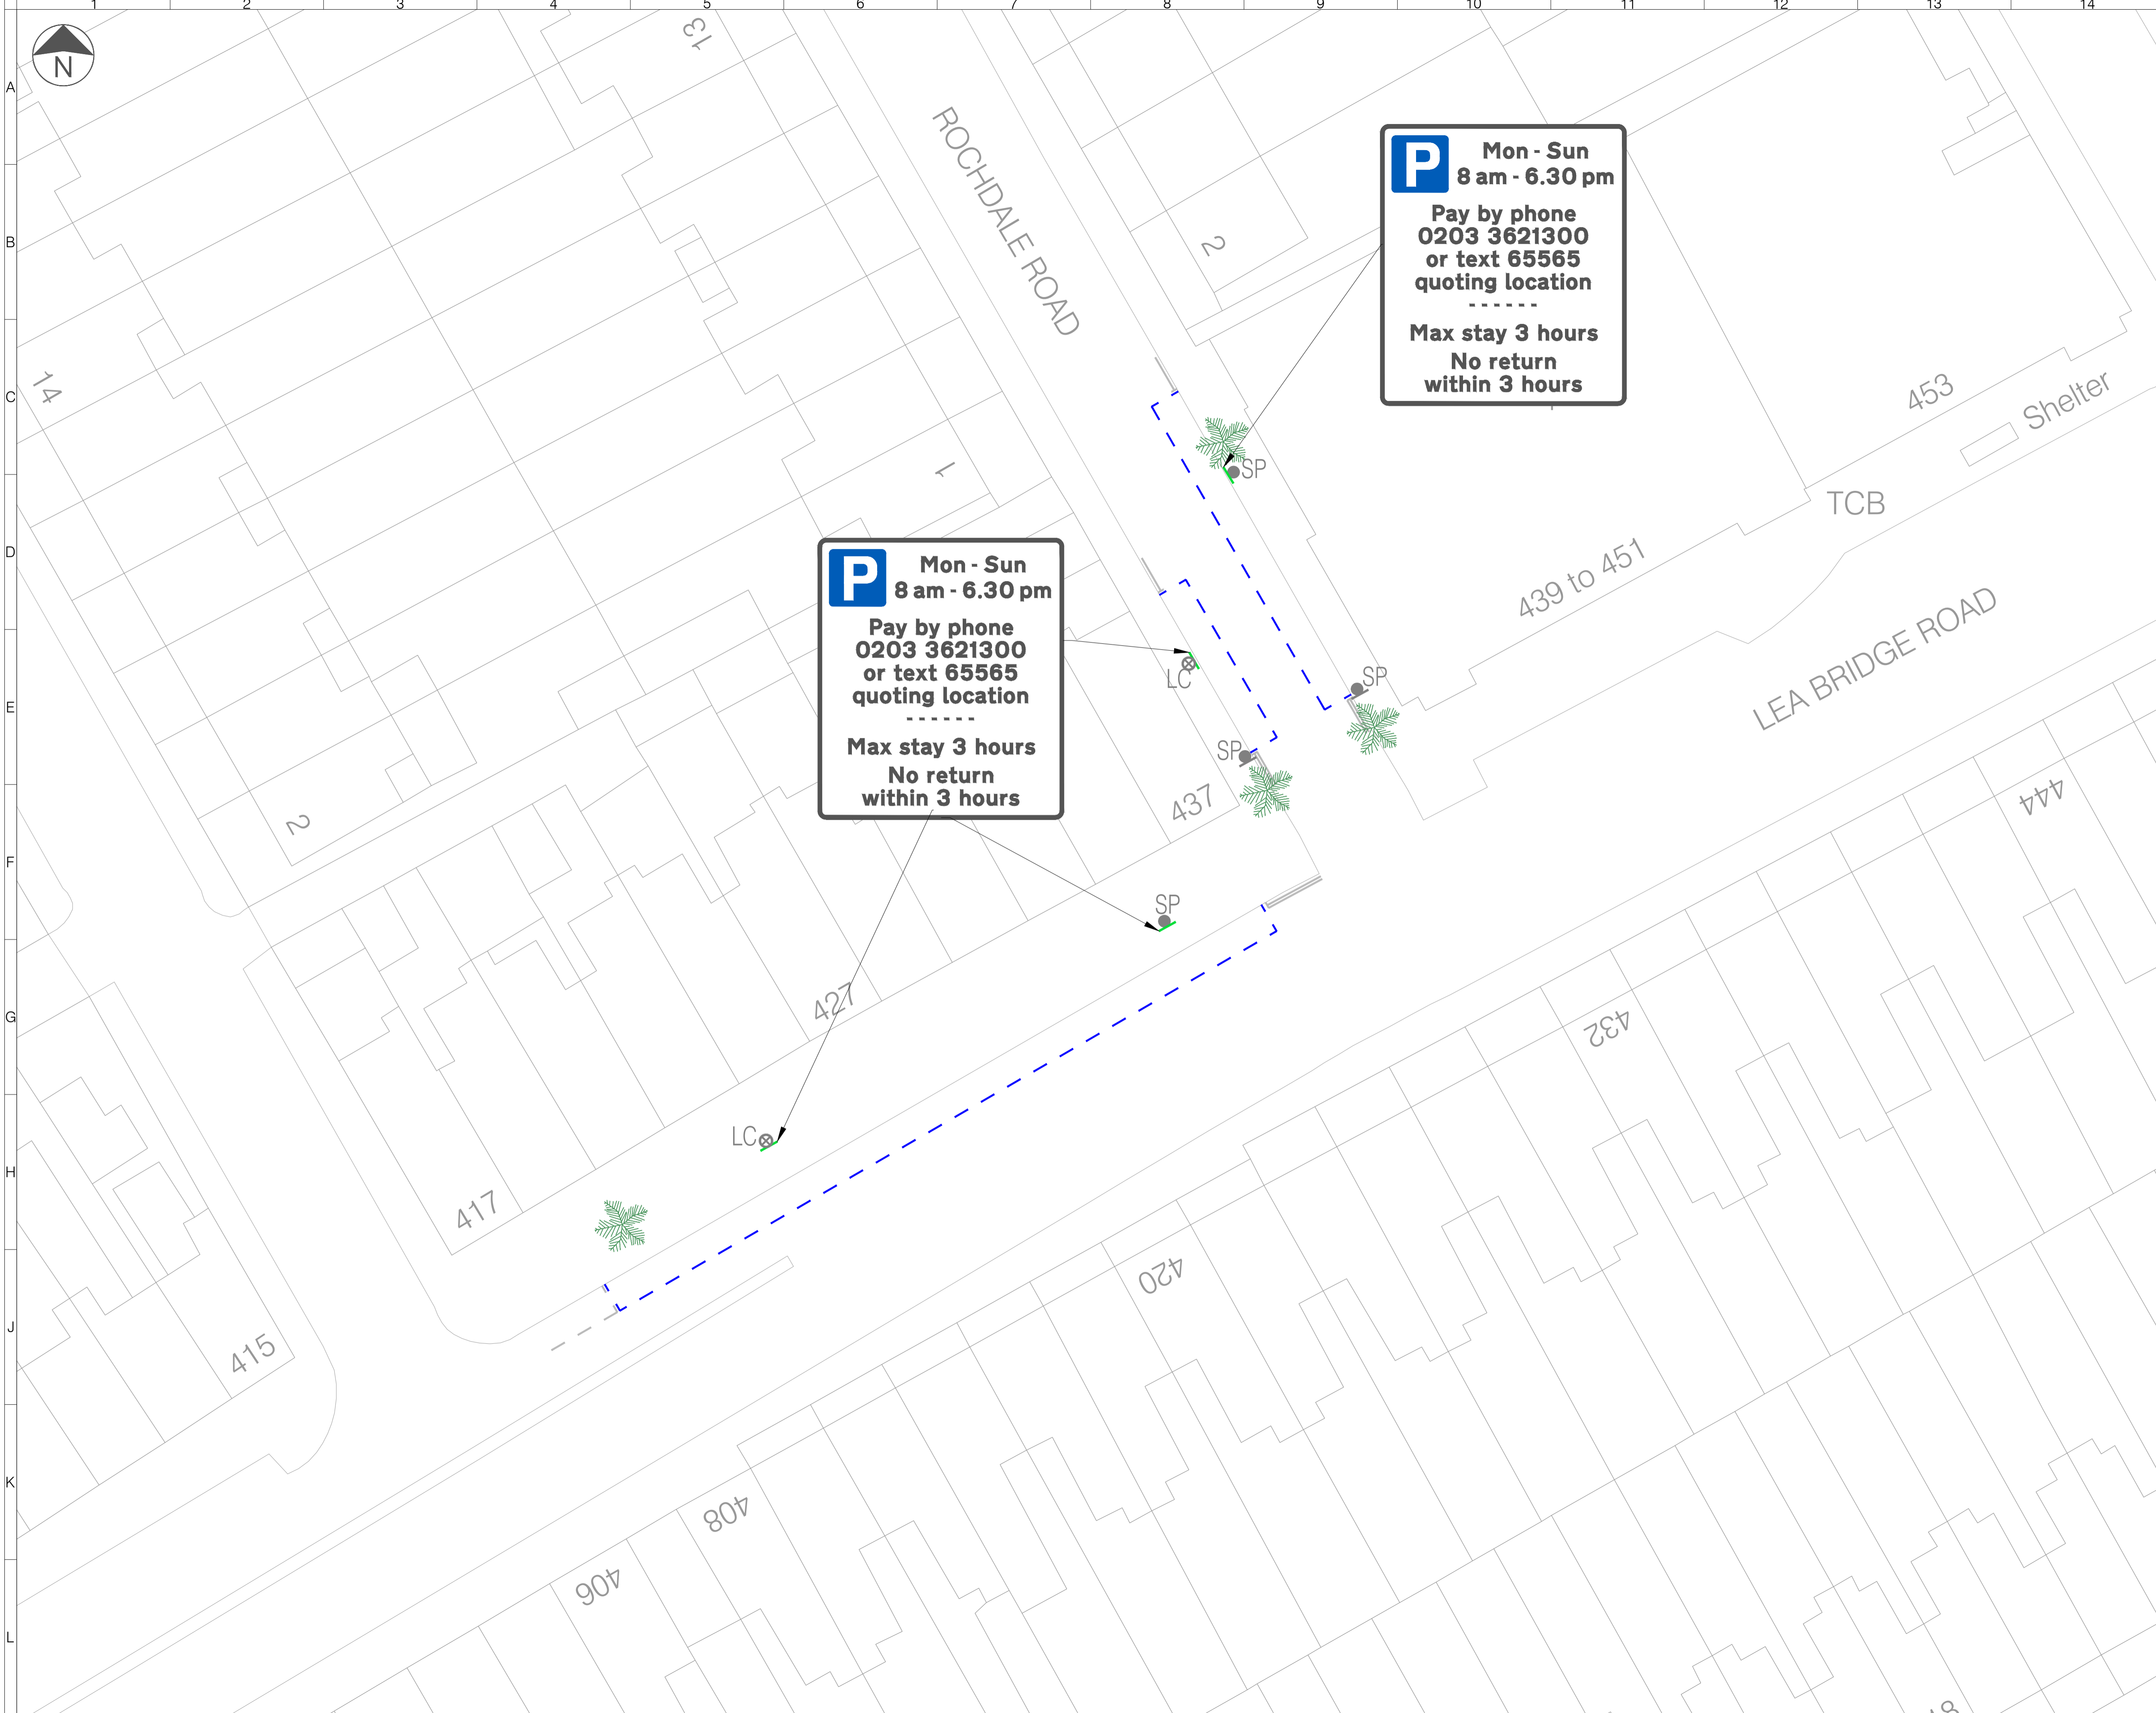 1 2 3 4 5 6 7 8 9 10 11 12 13 14
A
B
C
D
E
F
G
H
J
K
L
N
13
ROCHDALE ROAD
2
14
1
2
P
Mon - Sun
8 am - 6.30 pm
Pay by phone
0203 3621300
or text 65565
quoting location
Max stay 3 hours
No return
within 3 hours
SP
453
Shelter
TCB
439 to 451
LEA BRIDGE ROAD
P
Mon - Sun
8 am - 6.30 pm
Pay by phone
0203 3621300
or text 65565
quoting location
Max stay 3 hours
No return
within 3 hours
LC
SP
SP
437
SP
427
LC
417
415
444
432
420
408
406